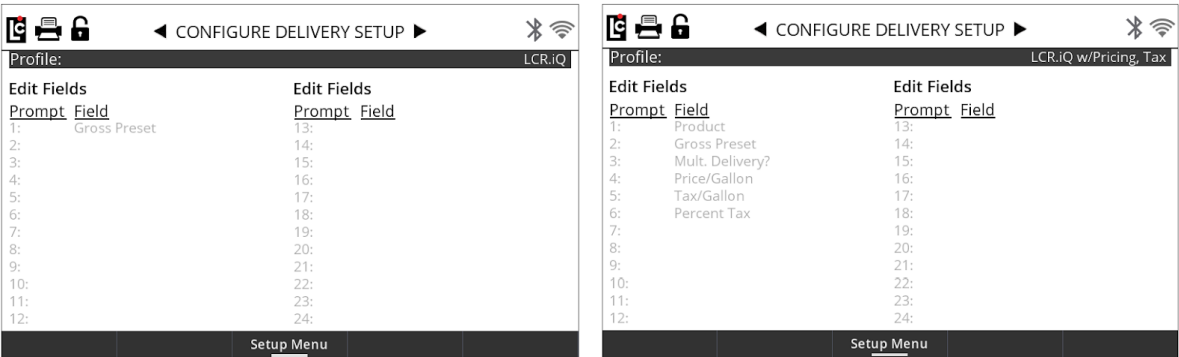 LC
◄ CONFIGURE DELIVERY SETUP ►
Profile: LCR.iQ
Edit Fields Edit Fields
Prompt Field Prompt Field
1: Gross Preset 13:
2: 14:
3: 15:
4: 16:
5: 17:
6: 18:
7: 19:
8: 20:
9: 21:
10: 22:
11: 23:
12: 24:
Setup Menu
LC
◄ CONFIGURE DELIVERY SETUP ►
Profile: LCR.iQ w/Pricing, Tax
Edit Fields Edit Fields
Prompt Field Prompt Field
1: Product 13:
2: Gross Preset 14:
3: Mult. Delivery? 15:
4: Price/Gallon 16:
5: Tax/Gallon 17:
6: Percent Tax 18:
7: 19:
8: 20:
9: 21:
10: 22:
11: 23:
12: 24:
Setup Menu